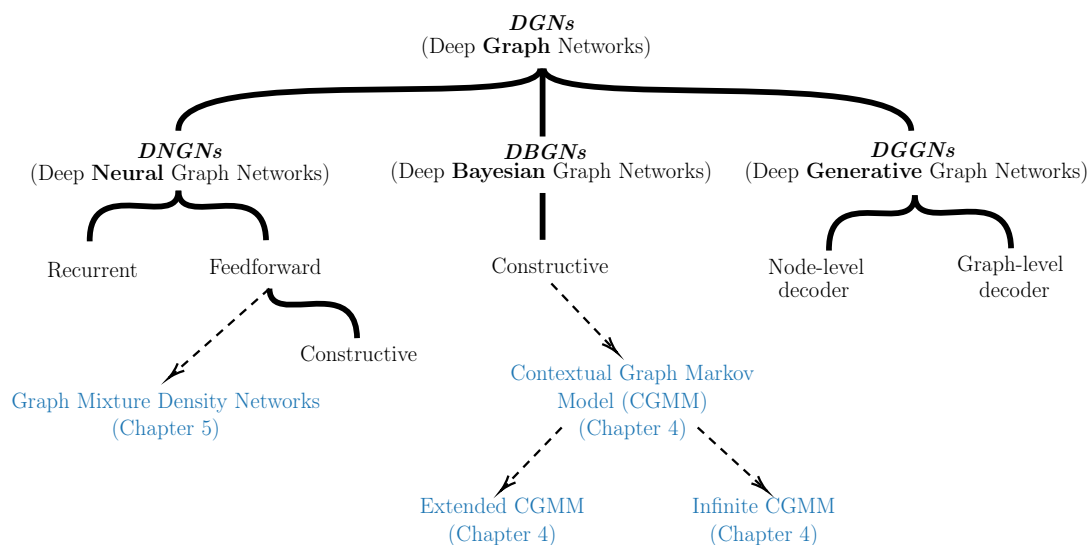 DGNs
(Deep Graph Networks)
DNGNs
(Deep Neural Graph Networks)
DBGNs
(Deep Bayesian Graph Networks)
DGGNs
(Deep Generative Graph Networks)
Recurrent
Feedforward
Constructive
Node-level
decoder
Graph-level
decoder
Constructive
Graph Mixture Density Networks
(Chapter 5)
Contextual Graph Markov
Model (CGMM)
(Chapter 4)
Extended CGMM
(Chapter 4)
Infinite CGMM
(Chapter 4)